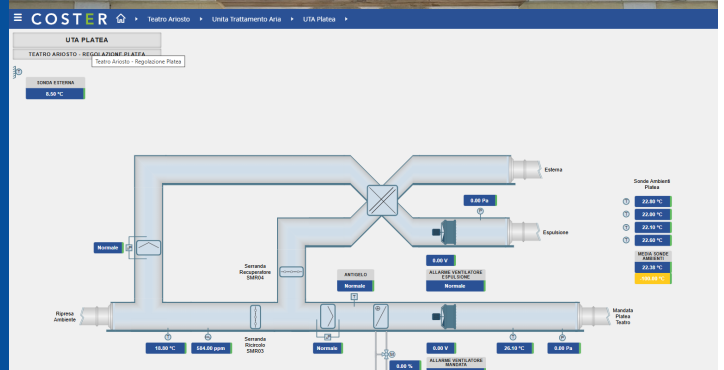 COSTER
Teatro Ariosto
Unita Trattamento Aria
UTA Platea
UTA PLATEA
TEATRO ARIOSTO - REGOLAZIONE PLATEA
Teatro Ariosto - Regolazione Platea
SONDA ESTERNA
8.50 °C
Esterna
0.00 Pa
P
Espulsione
Sonde Ambienti
Platea
T
22.80 °C
T
22.00 °C
T
22.10 °C
T
22.60 °C
MEDIA SONDE
AMBIENTI
22.38 °C
Normale
Serranda
Recuperatore
SMR04
ANTIGELO
Normale
T
0.00 V
ALLARME VENTILATORE
ESPULSIONE
Normale
Ripresa
Ambiente
Mandata
Platea
Teatro
T
18.80 °C
584.00 ppm
Serranda
Ricircolo
SMR03
Normale
0.00 V
T
26.10 °C
P
0.00 Pa
0.00 %
ALLARME VENTILATORE
MANDATA